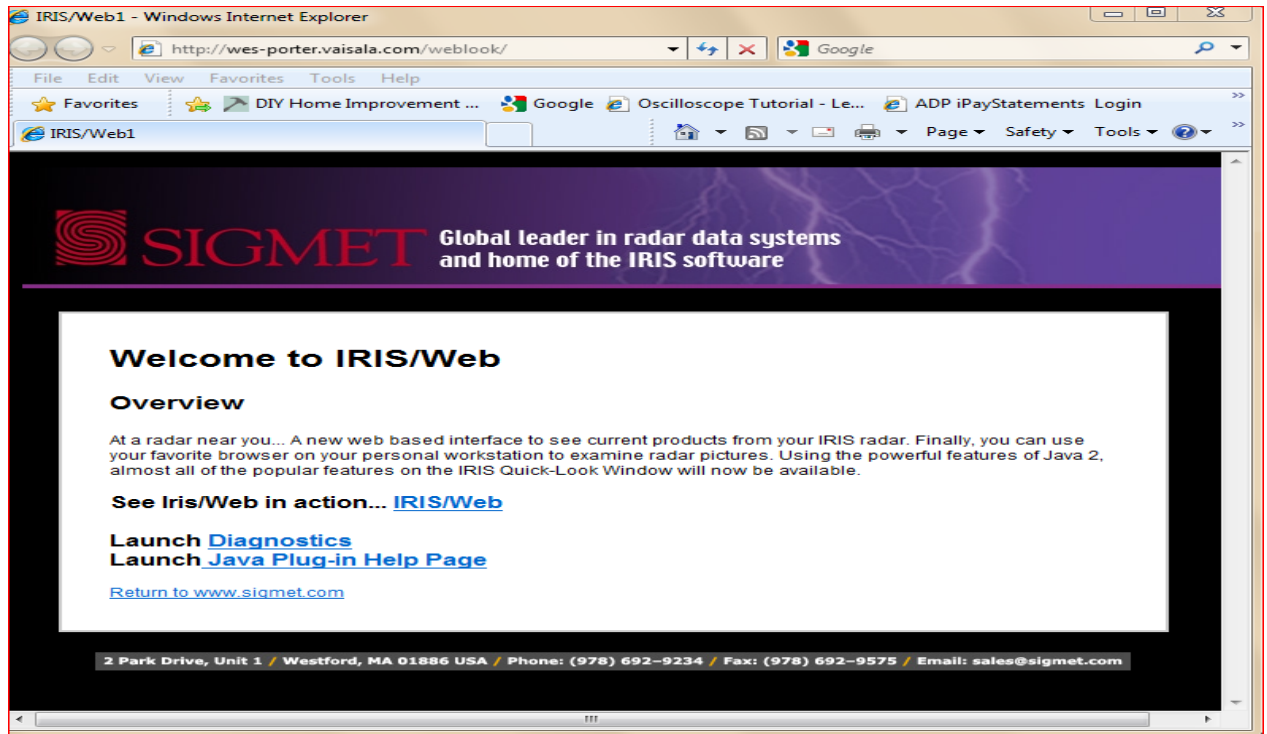 IRIS/Web1 - Windows Internet Explorer
http://wes-porter.vaisala.com/weblook/
Google
File Edit View Favorites Tools Help
Favorites DIY Home Improvement ... Google Oscilloscope Tutorial - Le... ADP iPayStatements Login
IRIS/Web1 Page Safety Tools
SIGMET Global leader in radar data systems
and home of the IRIS software
Welcome to IRIS/Web
Overview
At a radar near you... A new web based interface to see current products from your IRIS radar. Finally, you can use
your favorite browser on your personal workstation to examine radar pictures. Using the powerful features of Java 2,
almost all of the popular features on the IRIS Quick-Look Window will now be available.
See Iris/Web in action... IRIS/Web
Launch Diagnostics
Launch Java Plug-in Help Page
Return to www.sigmet.com
2 Park Drive, Unit 1 / Westford, MA 01886 USA / Phone: (978) 692–9234 / Fax: (978) 692–9575 / Email: sales@sigmet.com